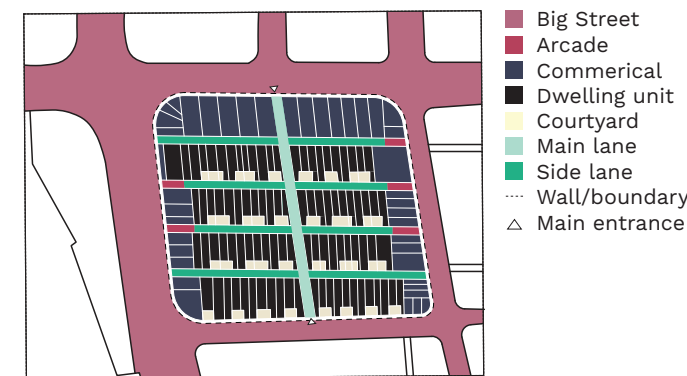 Big Street
Arcade
Commerical
Dwelling unit
Courtyard
Main lane
Side lane
Wall/boundary
Main entrance